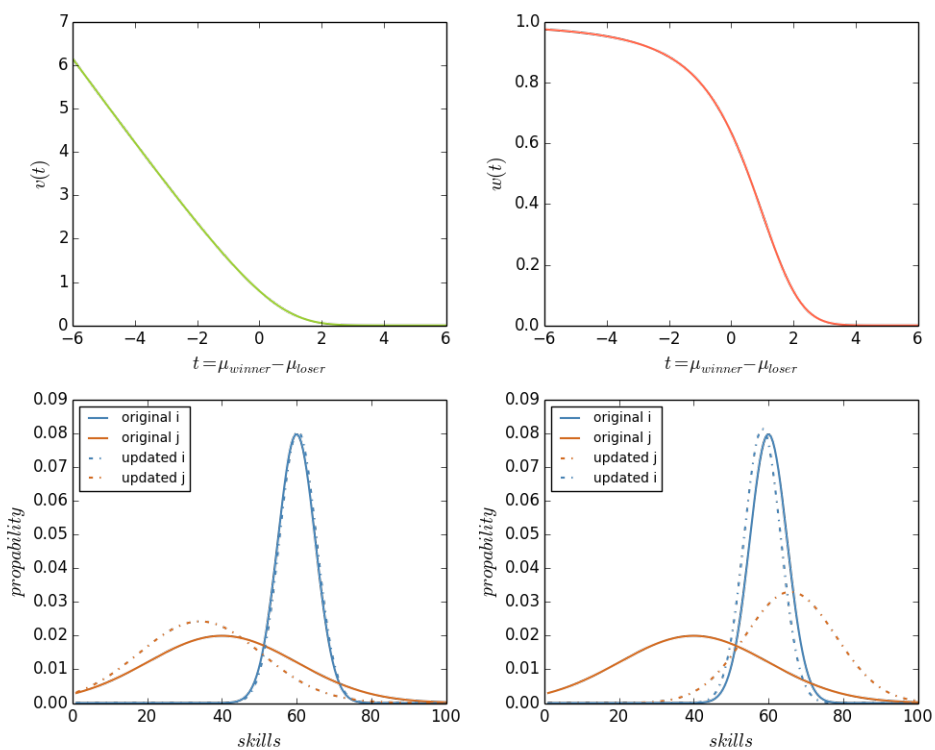 7
6
5
4
3
2
1
0
v(t)
−6 −4 −2 0 2 4 6
t = μwinner − μloser
1.0
0.8
0.6
0.4
0.2
0.0
w(t)
−6 −4 −2 0 2 4 6
t = μwinner − μloser
0.09
0.08
0.07
0.06
0.05
0.04
0.03
0.02
0.01
0.00
propability
original i
original j
updated i
updated j
0 20 40 60 80 100
skills
0.09
0.08
0.07
0.06
0.05
0.04
0.03
0.02
0.01
0.00
propability
original i
original j
updated j
updated i
0 20 40 60 80 100
skills